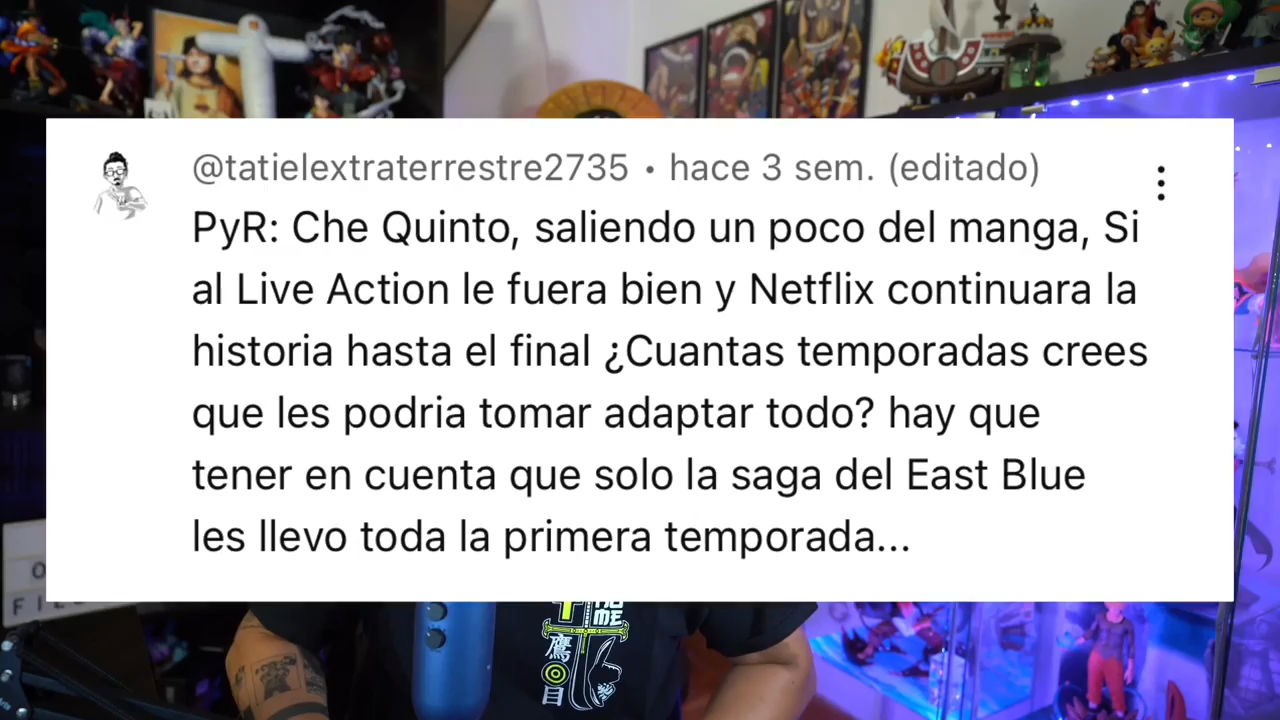 @tatielextraterrestre2735 • hace 3 sem. (editado)
PyR: Che Quinto, saliendo un poco del manga, Si
al Live Action le fuera bien y Netflix continuara la
historia hasta el final ¿Cuantas temporadas crees
que les podria tomar adaptar todo? hay que
tener en cuenta que solo la saga del East Blue
les llevo toda la primera temporada...
鷹
目